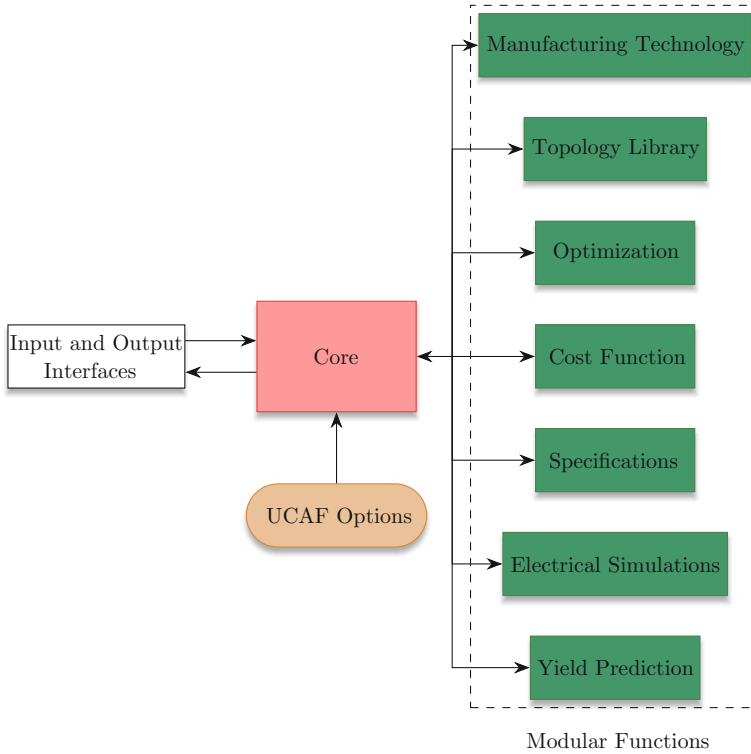 Manufacturing Technology
Topology Library
Optimization
Input and Output
Interfaces
Core
Cost Function
Specifications
UCAF Options
Electrical Simulations
Yield Prediction
Modular Functions